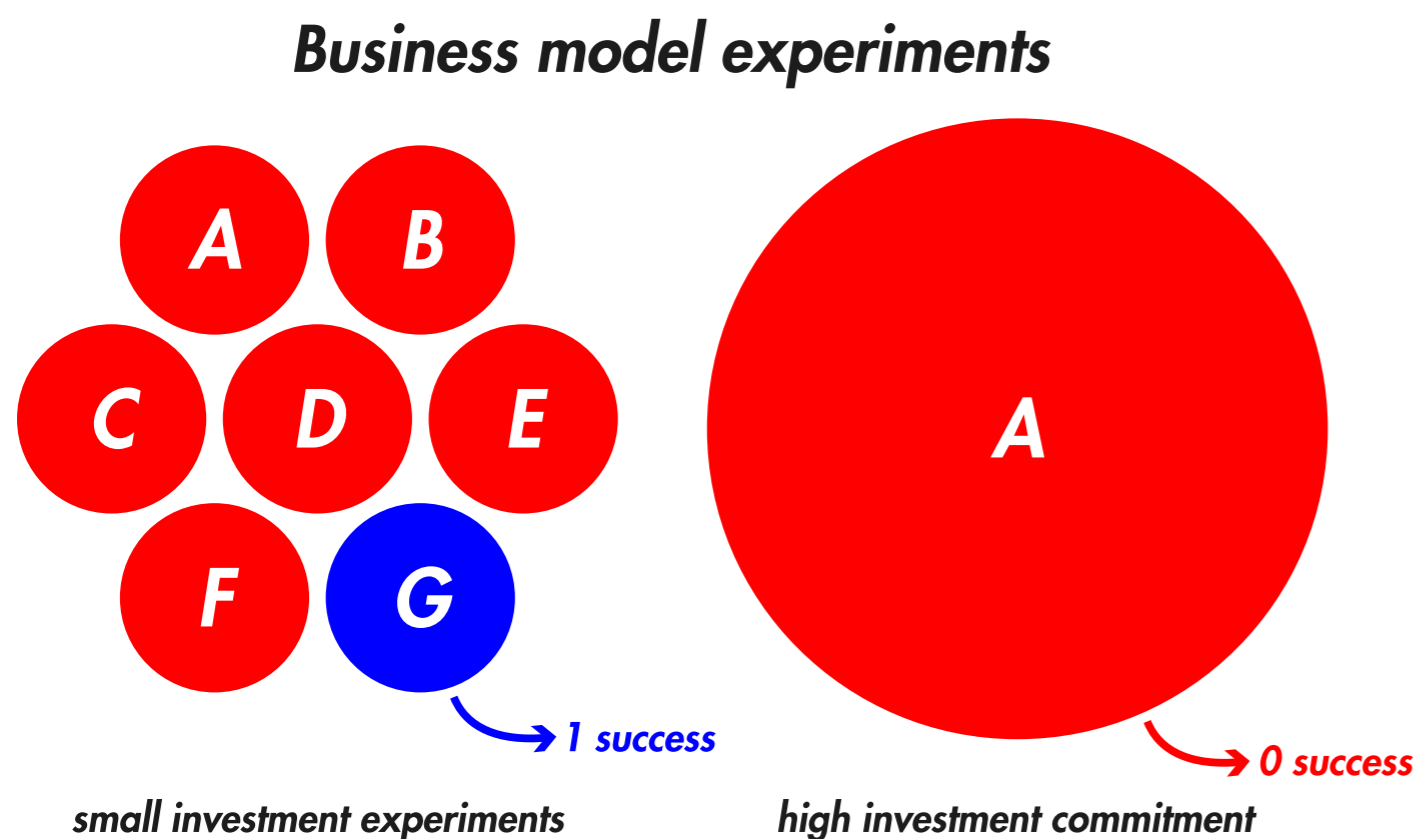 Business model experiments
A
B
C
D
E
F
G
1 success
small investment experiments
A
0 success
high investment commitment